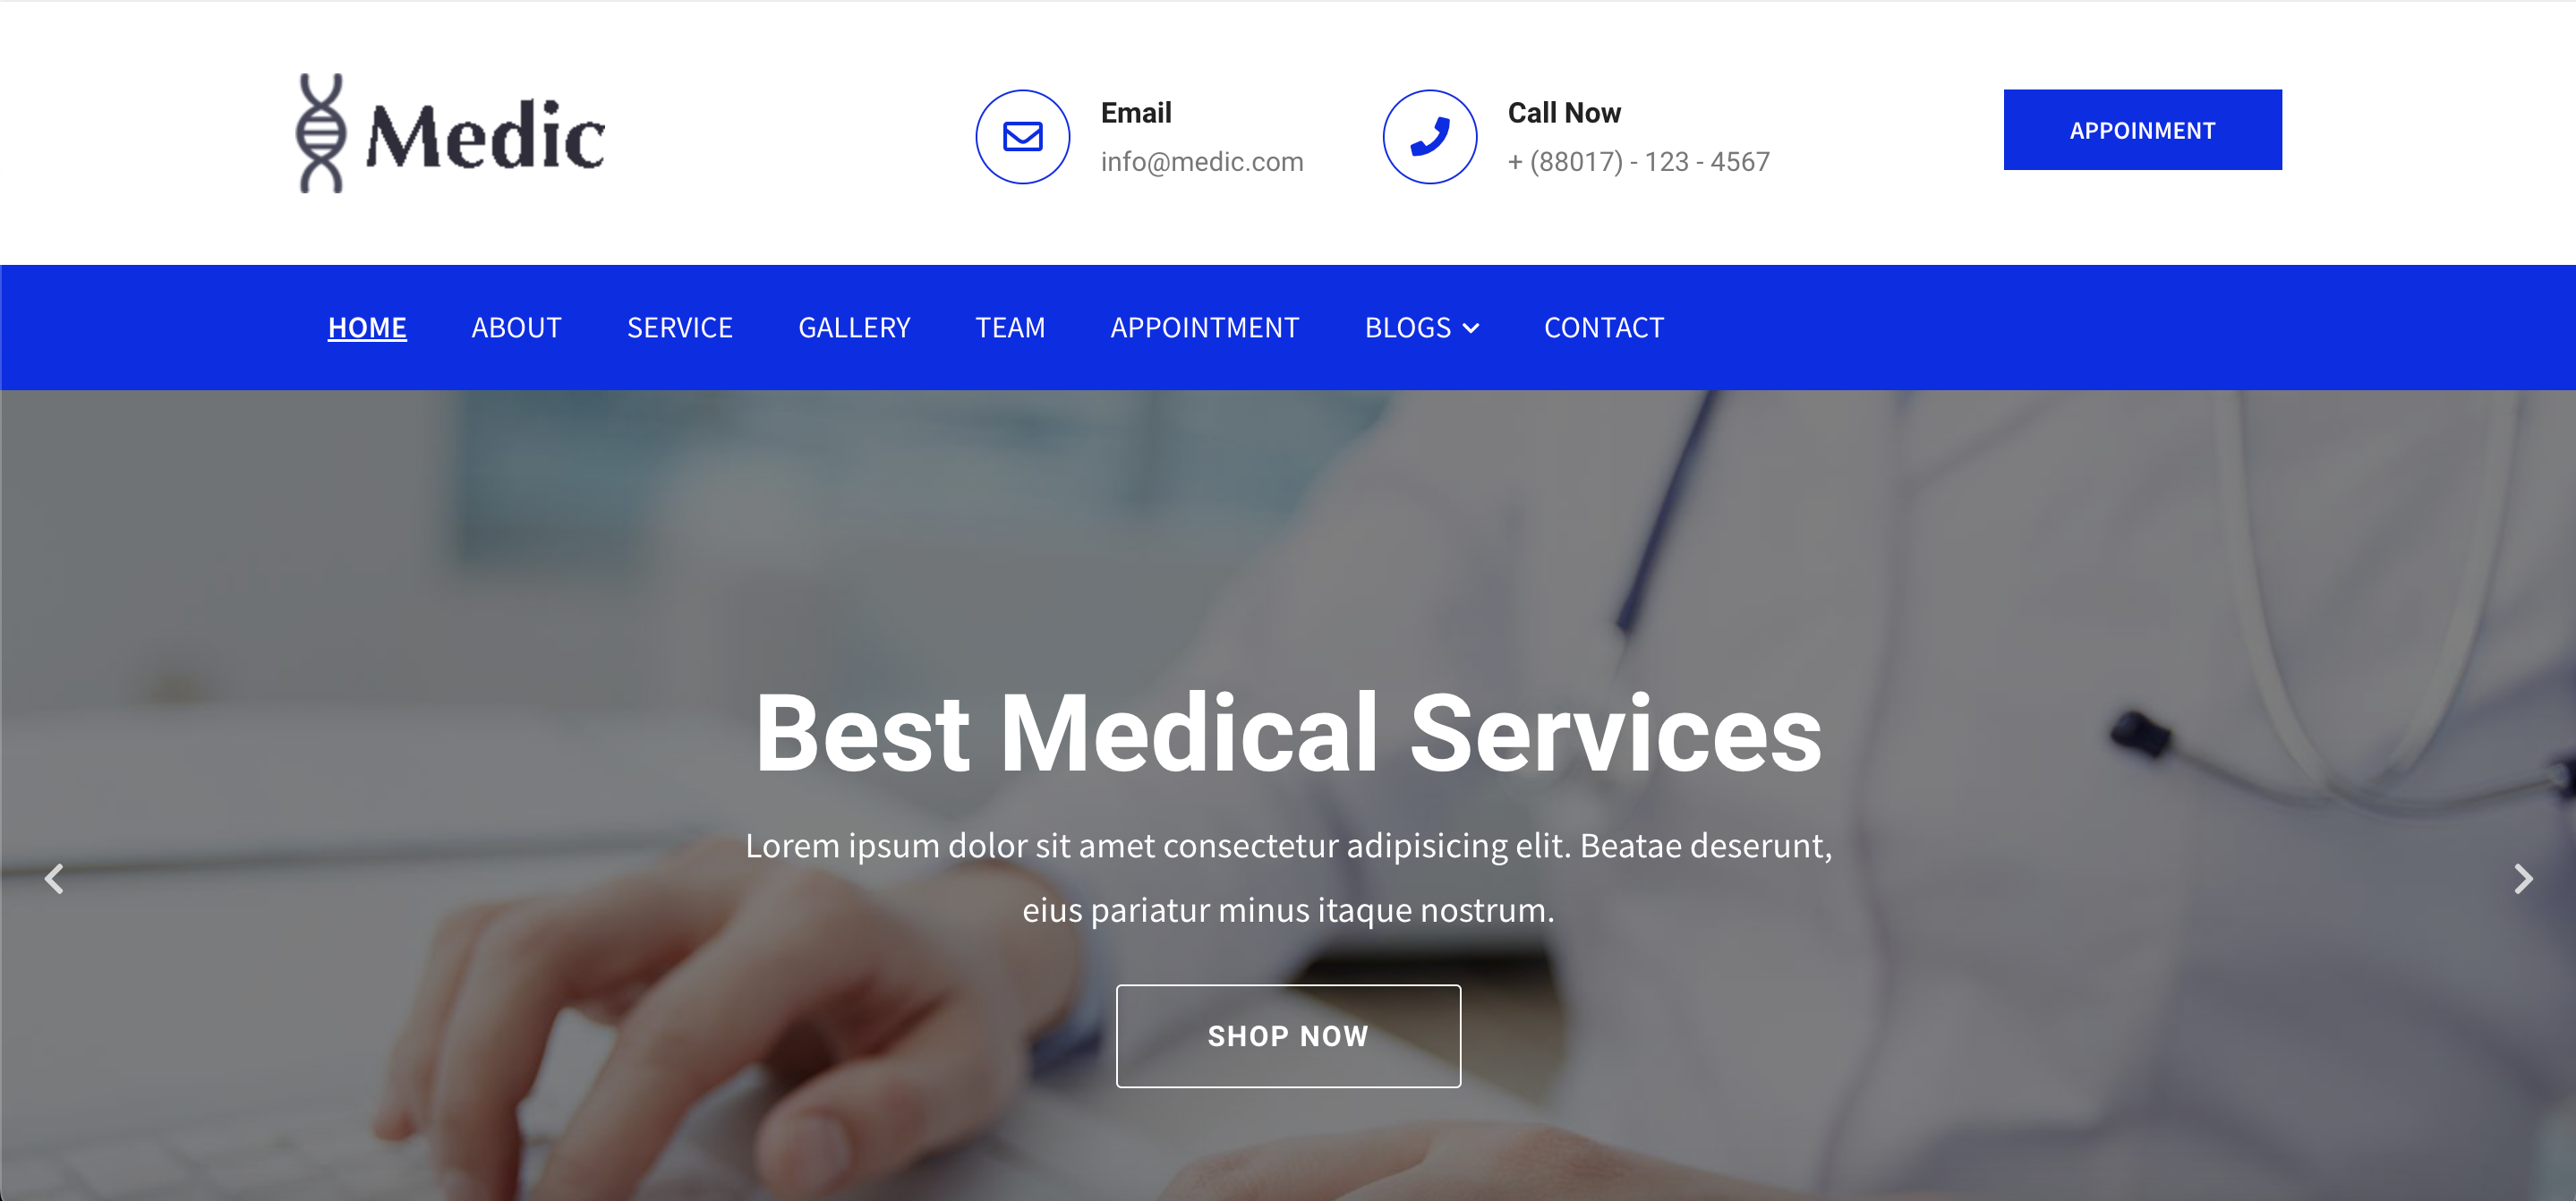 Medic
Email
info@medic.com
Call Now
+ (88017) - 123 - 4567
APPOINMENT
HOME ABOUT SERVICE GALLERY TEAM APPOINTMENT BLOGS CONTACT
Best Medical Services
Lorem ipsum dolor sit amet consectetur adipisicing elit. Beatae deserunt,
eius pariatur minus itaque nostrum.
SHOP NOW